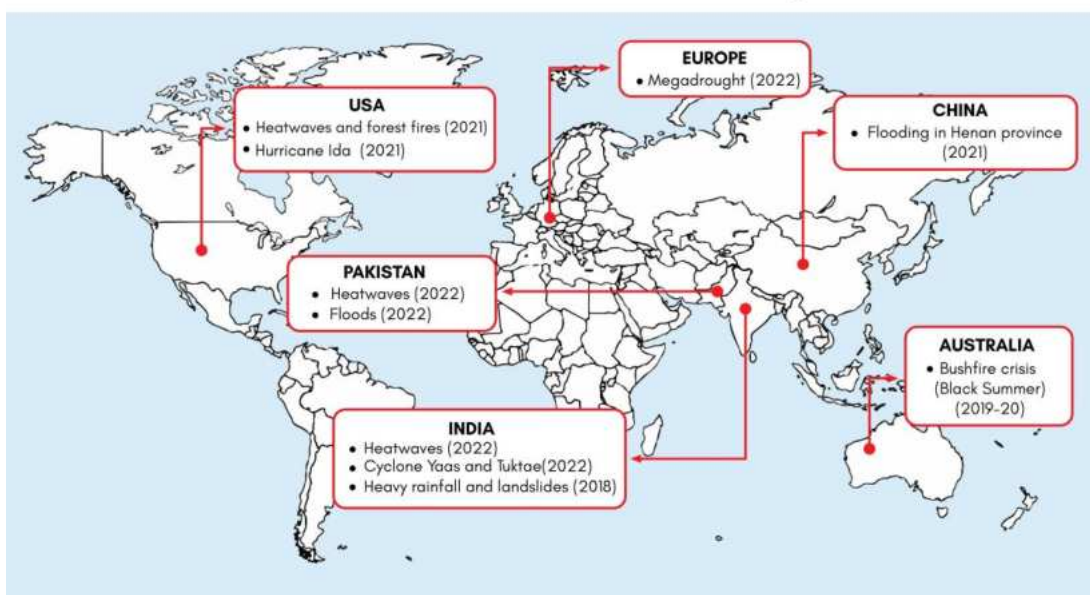 EUROPE
Megadrought (2022)
USA
Heatwaves and forest fires (2021)
Hurricane Ida (2021)
CHINA
Flooding in Henan province
(2021)
PAKISTAN
Heatwaves (2022)
Floods (2022)
AUSTRALIA
Bushfire crisis
(Black Summer)
(2019-20)
INDIA
Heatwaves (2022)
Cyclone Yaas and Tuktae(2022)
Heavy rainfall and landslides (2018)